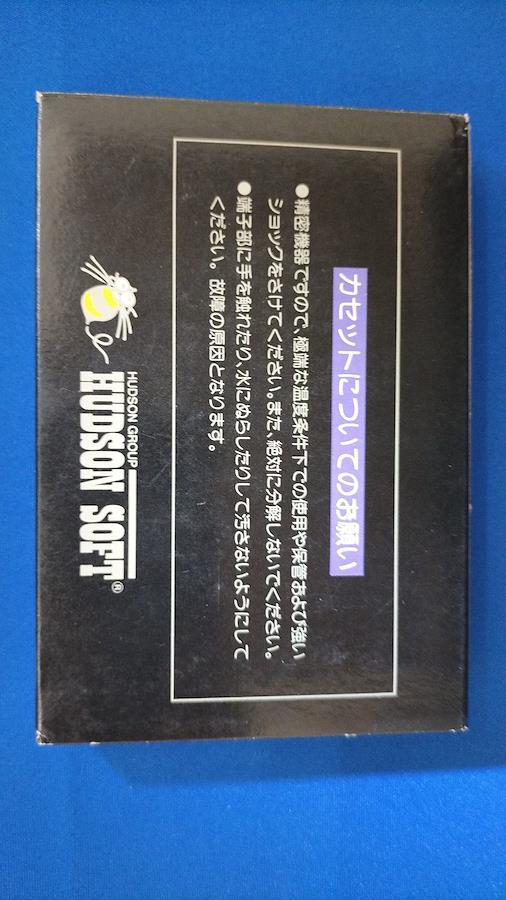 カセットについてのお願い
●精密機器ですので、極端な温度条件下での使用や保管および強い
ショックをさけてください。また、絶対に分解しないでください。
●端子部に手を触れたり、水にぬらしたりして汚さないようにして
ください。故障の原因となります。
HUDSON GROUP
HUDSON SOFT®